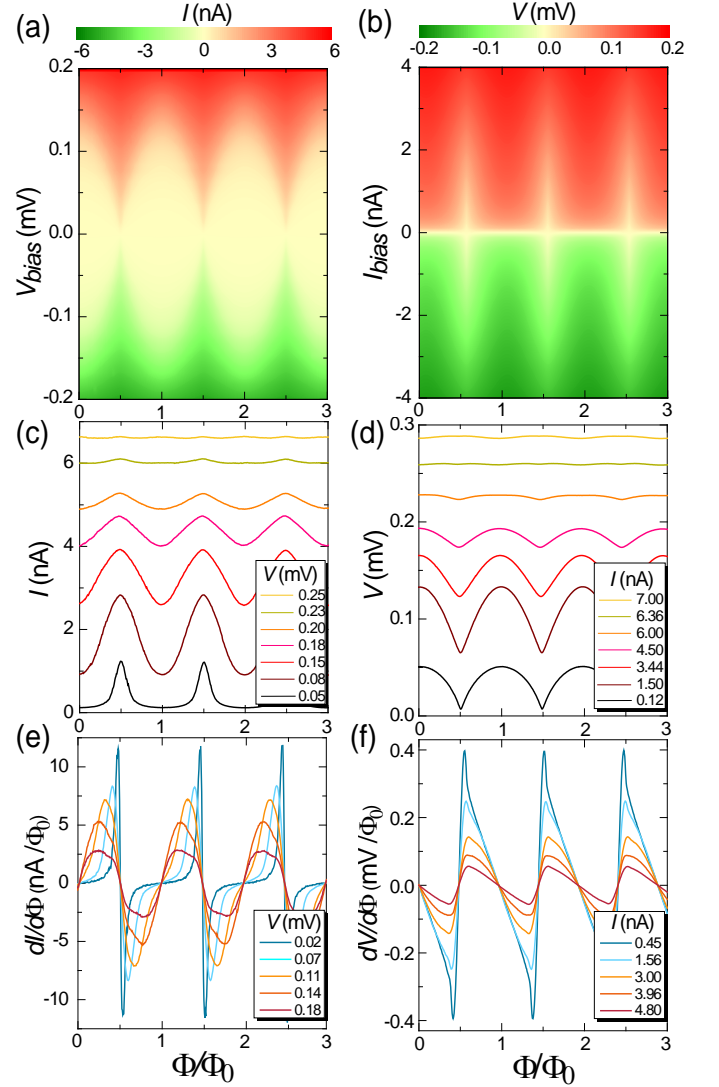 (a)
I (nA)
-6 -3 0 3 6
V_bias (mV)
0.2
0.1
0.0
-0.1
-0.2
0 1 2 3
(b)
V (mV)
-0.2 -0.1 0.0 0.1 0.2
I_bias (nA)
4
2
0
-2
-4
0 1 2 3
(c)
I (nA)
6
4
2
0
V (mV)
0.25
0.23
0.20
0.18
0.15
0.08
0.05
0 1 2 3
(d)
V (mV)
0.3
0.2
0.1
0.0
I (nA)
7.00
6.36
6.00
4.50
3.44
1.50
0.12
0 1 2 3
(e)
dI/dΦ (nA /Φ₀)
10
5
0
-5
-10
V (mV)
0.02
0.07
0.11
0.14
0.18
0 1 2 3
Φ/Φ₀
(f)
dV/dΦ (mV /Φ₀)
0.4
0.2
0.0
-0.2
-0.4
I (nA)
0.45
1.56
3.00
3.96
4.80
0 1 2 3
Φ/Φ₀